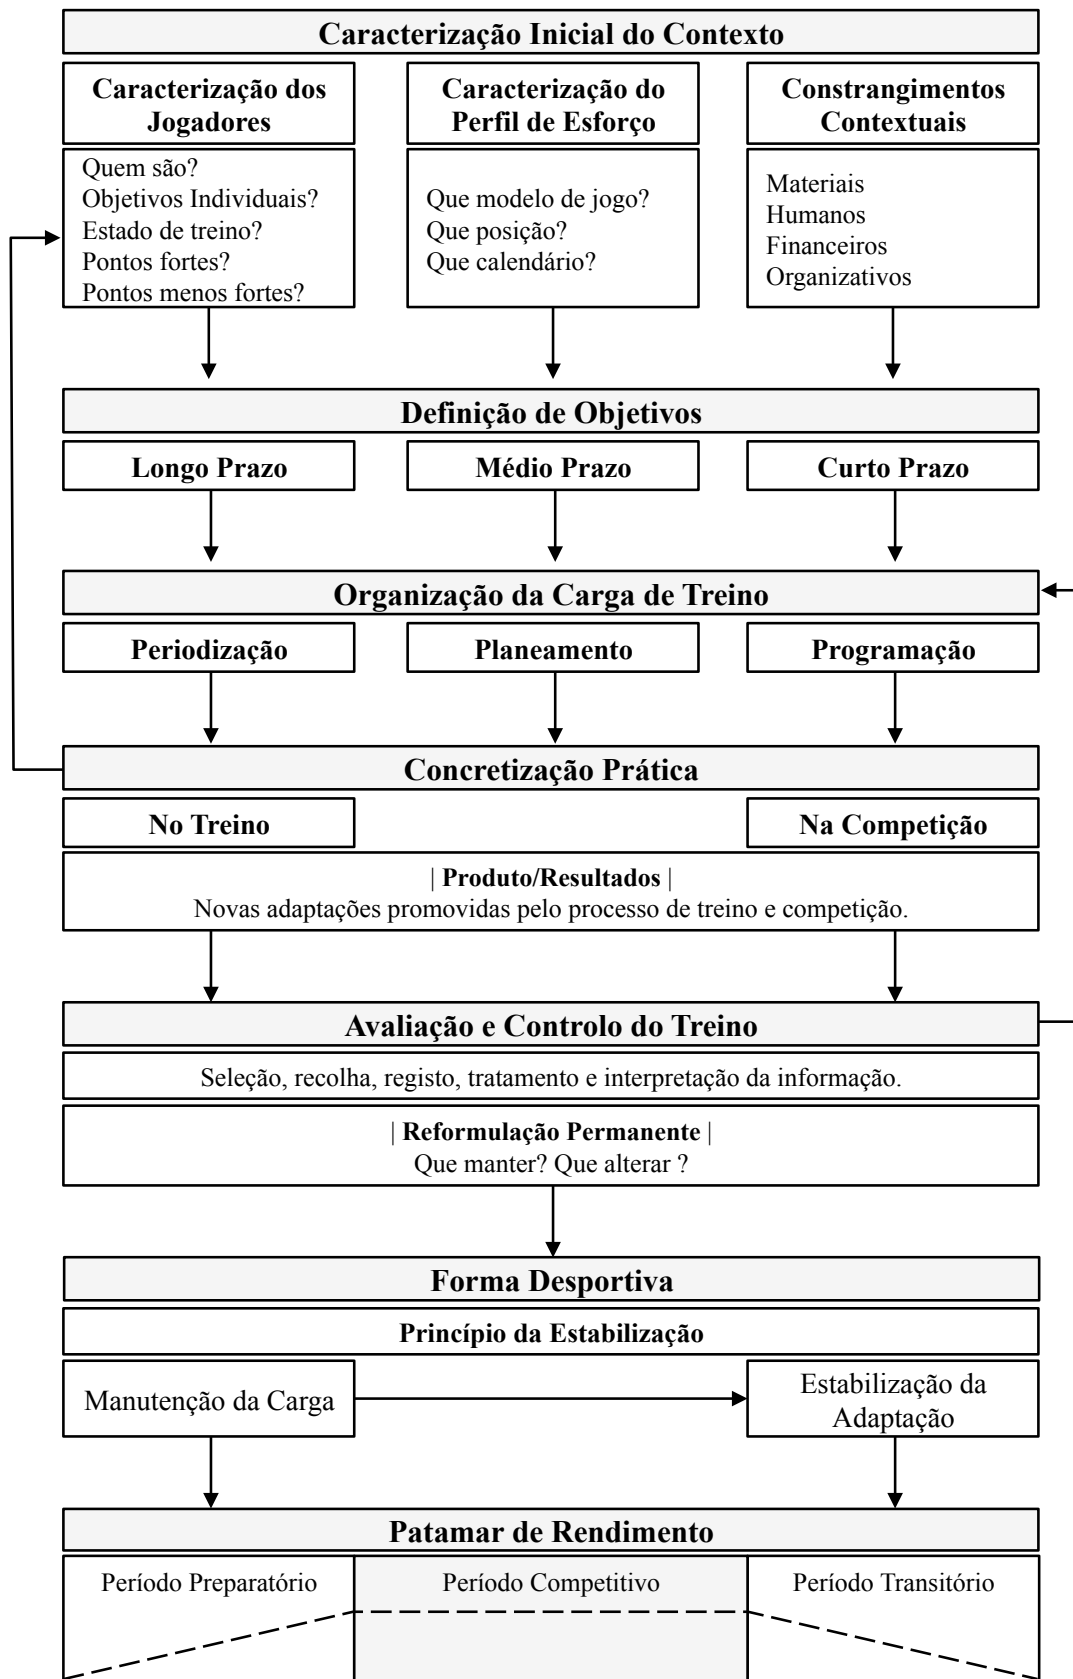 Caracterização Inicial do Contexto
Caracterização dos
Jogadores
Caracterização do
Perfil de Esforço
Constrangimentos
Contextuais
Quem são?
Objetivos Individuais?
Estado de treino?
Pontos fortes?
Pontos menos fortes?
Que modelo de jogo?
Que posição?
Que calendário?
Materiais
Humanos
Financeiros
Organizativos
Definição de Objetivos
Longo Prazo
Médio Prazo
Curto Prazo
Organização da Carga de Treino
Periodização
Planeamento
Programação
Concretização Prática
No Treino
Na Competição
| Produto/Resultados |
Novas adaptações promovidas pelo processo de treino e competição.
Avaliação e Controlo do Treino
Seleção, recolha, registo, tratamento e interpretação da informação.
| Reformulação Permanente |
Que manter? Que alterar ?
Forma Desportiva
Princípio da Estabilização
Manutenção da Carga
Estabilização da
Adaptação
Patamar de Rendimento
Período Preparatório
Período Competitivo
Período Transitório